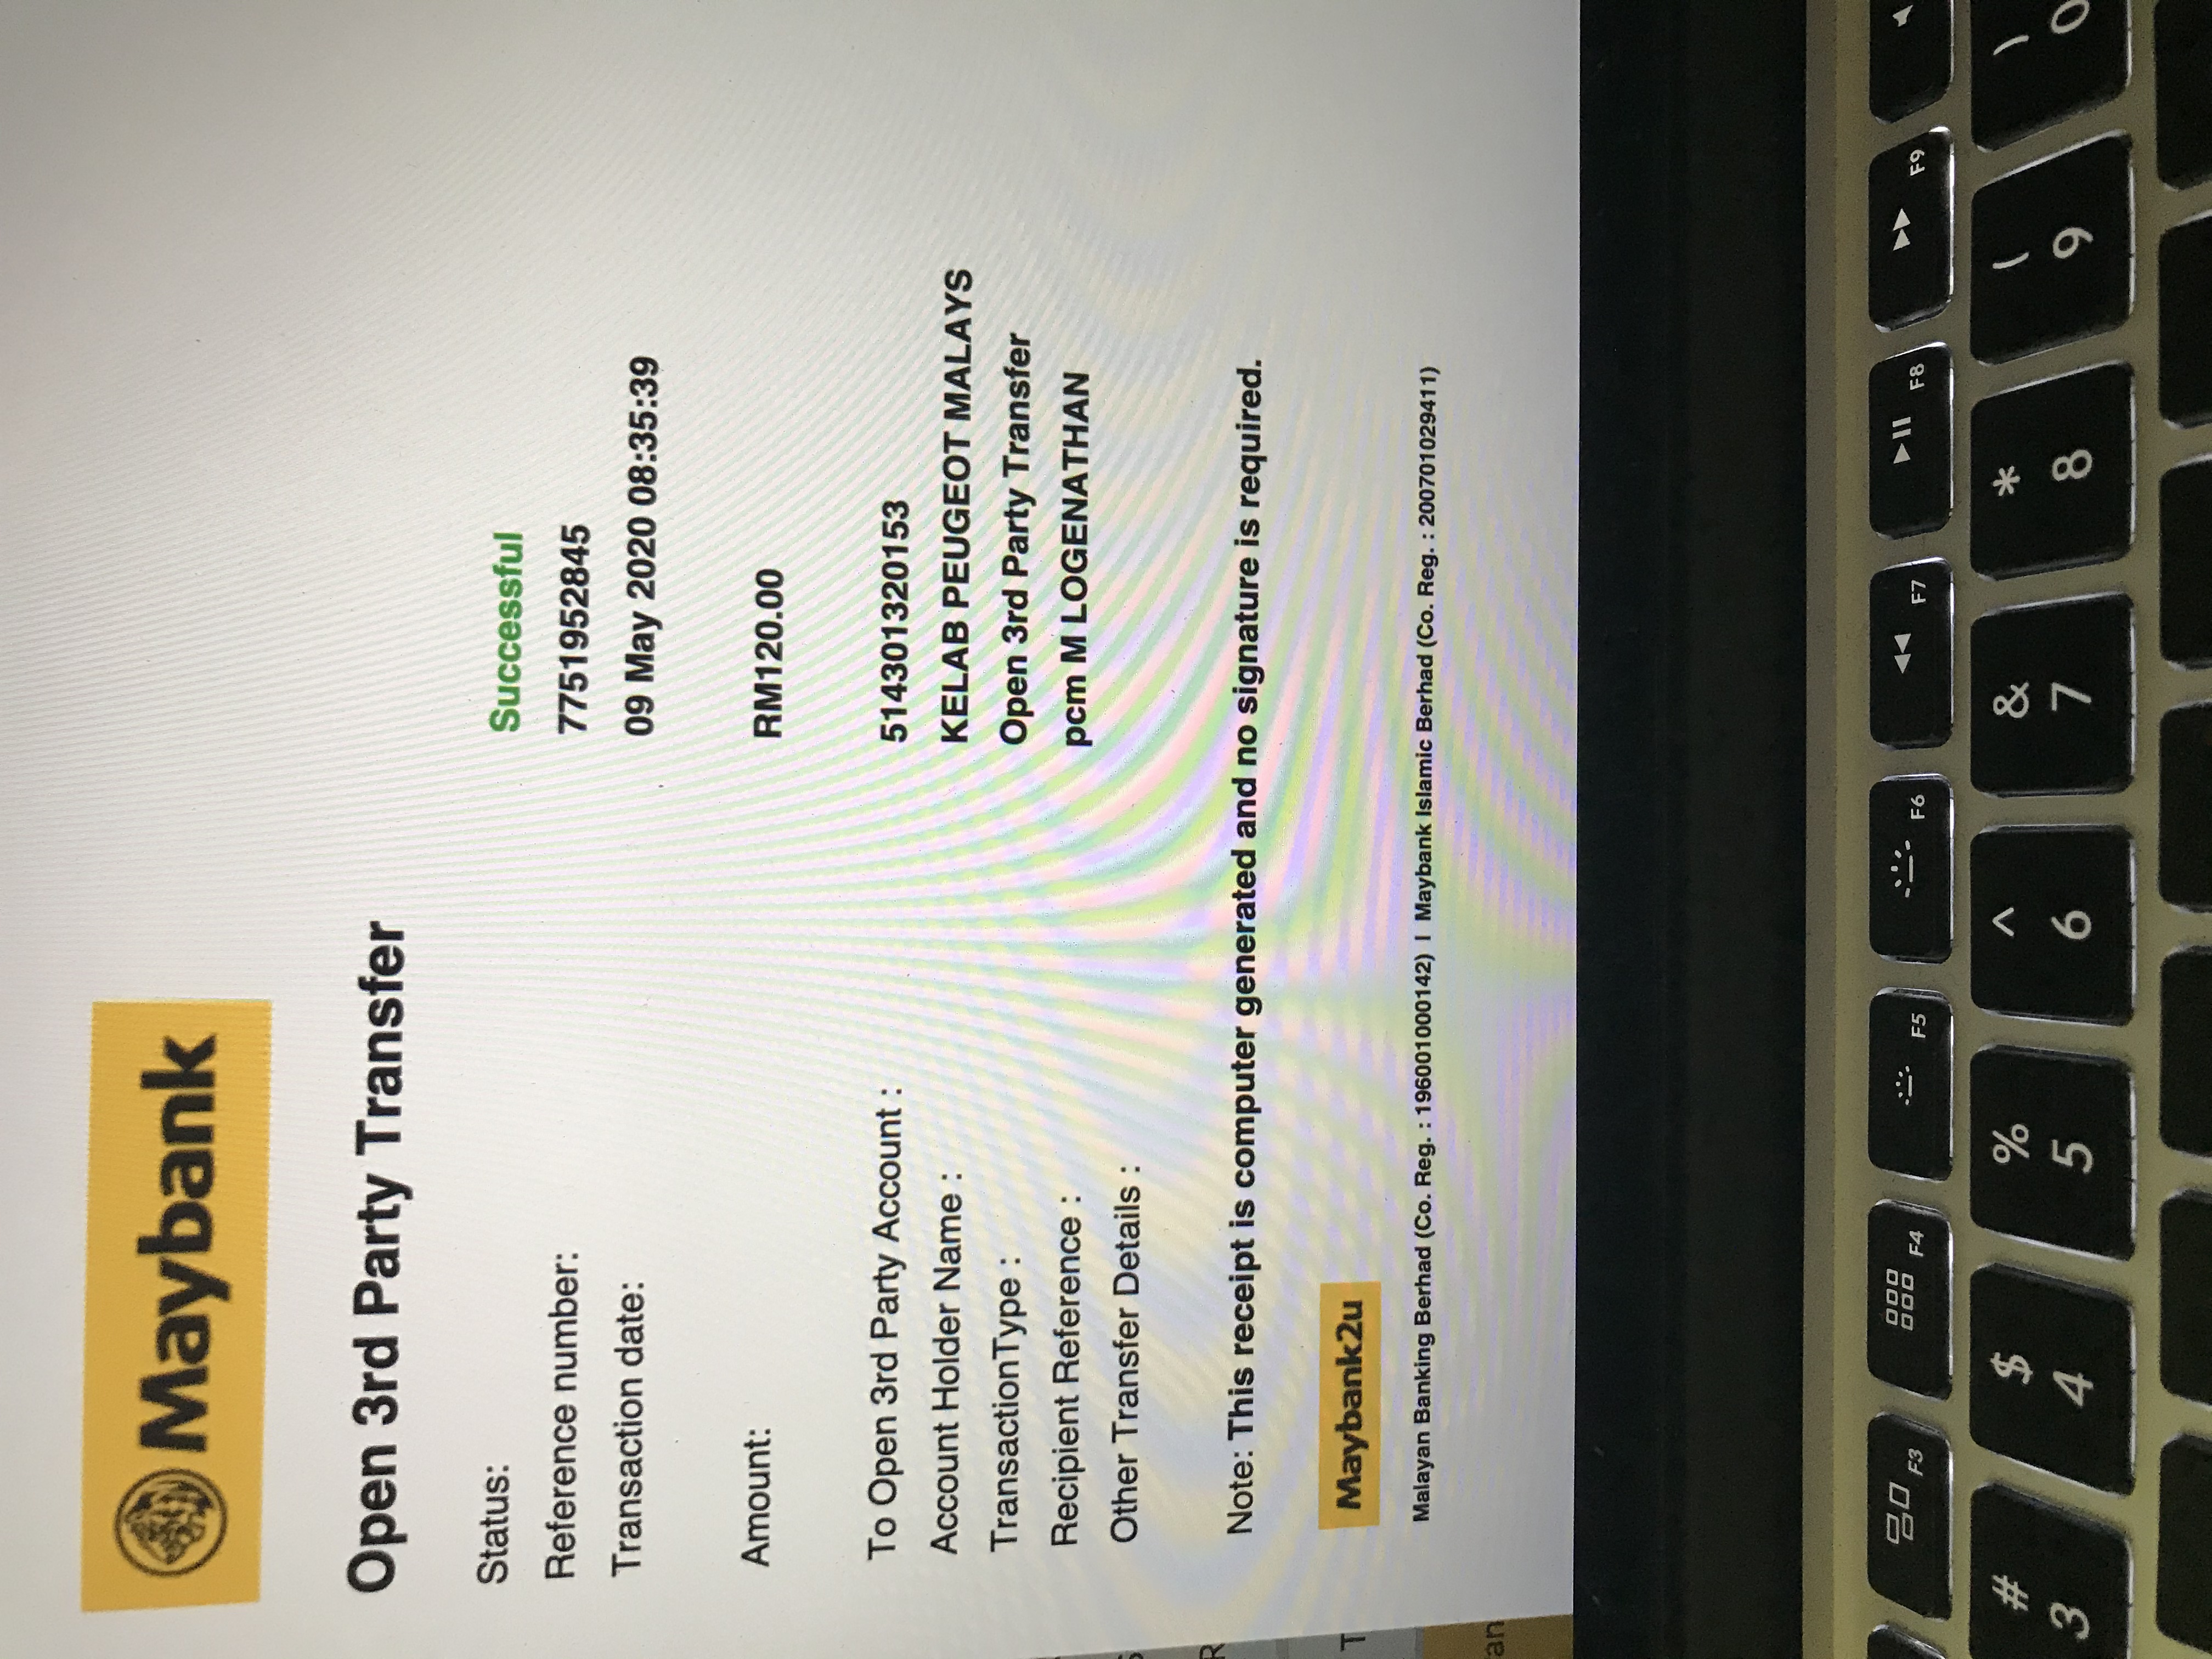 Maybank
Open 3rd Party Transfer
Status: Successful
Reference number: 7751952845
Transaction date: 09 May 2020 08:35:39
Amount: RM120.00
To Open 3rd Party Account : 514301320153
Account Holder Name : KELAB PEUGEOT MALAYS
TransactionType : Open 3rd Party Transfer
Recipient Reference : pcm M LOGENATHAN
Other Transfer Details :
Note: This receipt is computer generated and no signature is required.
Maybank2u
Malayan Banking Berhad (Co. Reg. : 196001000142) I Maybank Islamic Berhad (Co. Reg. : 200701029411)
R
T
an
F3 F4 F5 F6 F7 F8 F9
# $ % ^ & * ( )
3 4 5 6 7 8 9 0